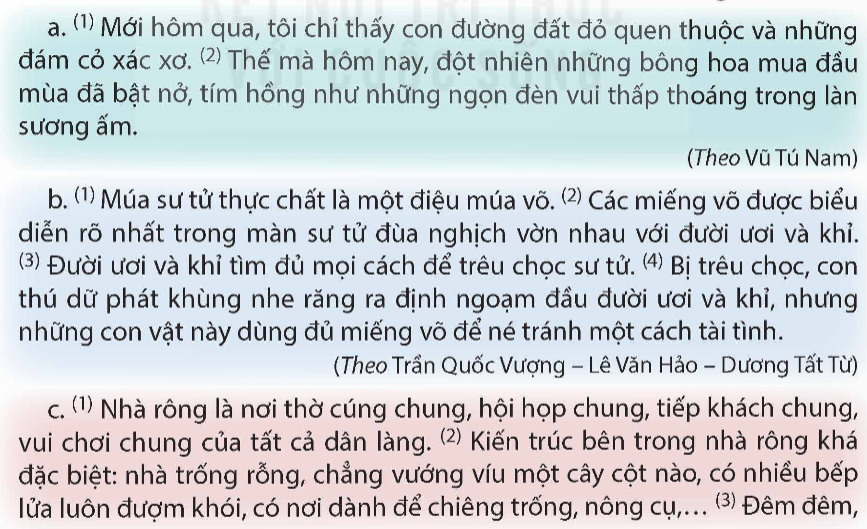 a. (1) Mới hôm qua, tôi chỉ thấy con đường đất đỏ quen thuộc và những
đám cỏ xác xơ. (2) Thế mà hôm nay, đột nhiên những bông hoa mua đầu
mùa đã bật nở, tím hồng như những ngọn đèn vui thấp thoáng trong làn
sương ấm.
(Theo Vũ Tú Nam)
b. (1) Múa sư tử thực chất là một điệu múa võ. (2) Các miếng võ được biểu
diễn rõ nhất trong màn sư tử đùa nghịch vờn nhau với đười ươi và khỉ.
(3) Đười ươi và khỉ tìm đủ mọi cách để trêu chọc sư tử. (4) Bị trêu chọc, con
thú dữ phát khùng nhe răng ra định ngoạm đầu đười ươi và khỉ, nhưng
những con vật này dùng đủ miếng võ để né tránh một cách tài tình.
(Theo Trần Quốc Vượng – Lê Văn Hảo – Dương Tất Từ)
c. (1) Nhà rông là nơi thờ cúng chung, hội họp chung, tiếp khách chung,
vui chơi chung của tất cả dân làng. (2) Kiến trúc bên trong nhà rông khá
đặc biệt: nhà trống rỗng, chẳng vướng víu một cây cột nào, có nhiều bếp
lửa luôn đượm khói, có nơi dành để chiêng trống, nông cụ,... (3) Đêm đêm,